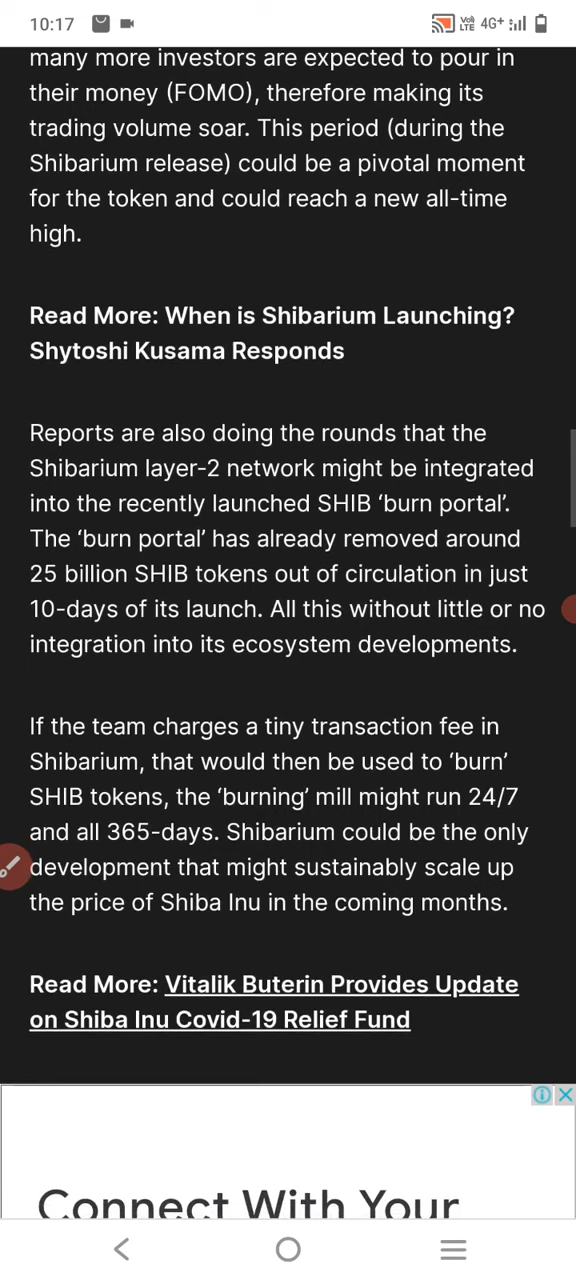 10:17
Vo)
LTE
4G+
many more investors are expected to pour in
their money (FOMO), therefore making its
trading volume soar. This period (during the
Shibarium release) could be a pivotal moment
for the token and could reach a new all-time
high.
Read More: When is Shibarium Launching?
Shytoshi Kusama Responds
Reports are also doing the rounds that the
Shibarium layer-2 network might be integrated
into the recently launched SHIB ‘burn portal’.
The ‘burn portal’ has already removed around
25 billion SHIB tokens out of circulation in just
10-days of its launch. All this without little or no
integration into its ecosystem developments.
If the team charges a tiny transaction fee in
Shibarium, that would then be used to ‘burn’
SHIB tokens, the ‘burning’ mill might run 24/7
and all 365-days. Shibarium could be the only
development that might sustainably scale up
the price of Shiba Inu in the coming months.
Read More: Vitalik Buterin Provides Update
on Shiba Inu Covid-19 Relief Fund
Connect With Your